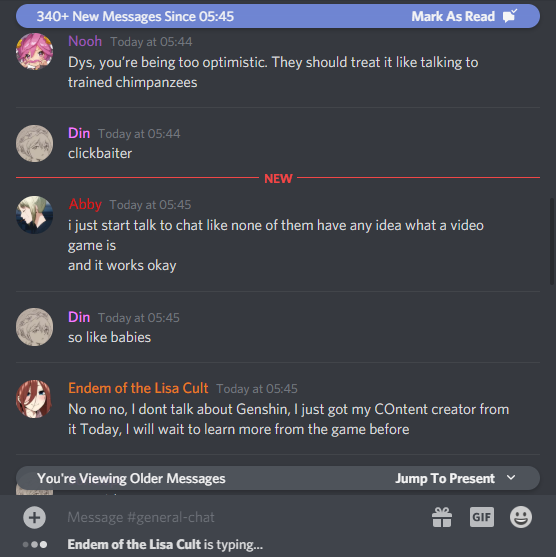 340+ New Messages Since 05:45 Mark As Read
Nooh Today at 05:44
Dys, you're being too optimistic. They should treat it like talking to
trained chimpanzees
Din Today at 05:44
clickbaiter
NEW
Abby Today at 05:45
i just start talk to chat like none of them have any idea what a video
game is
and it works okay
Din Today at 05:45
so like babies
Endem of the Lisa Cult Today at 05:45
No no no, I dont talk about Genshin, I just got my COntent creator from
it Today, I will wait to learn more from the game before
You're Viewing Older Messages Jump To Present
Message #general-chat GIF
Endem of the Lisa Cult is typing...